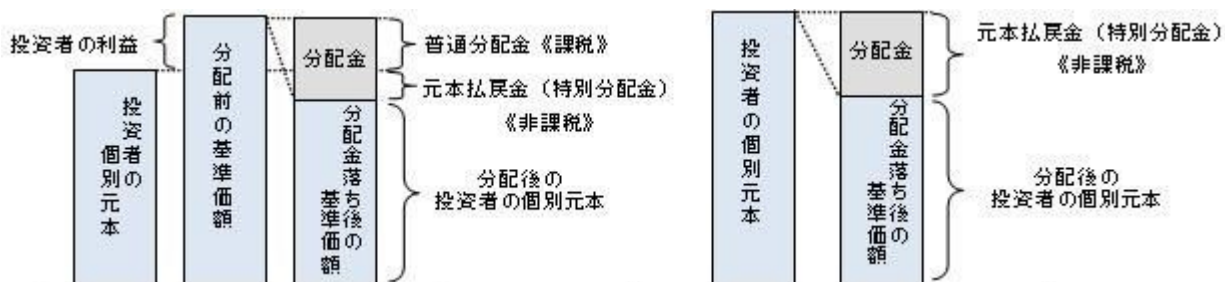 投資者の利益
投資者の
個別元本
分配前の基準価額
分配金
分配金落ち後の
基準価額
普通分配金《課税》
元本払戻金（特別分配金）
《非課税》
分配後の
投資者の個別元本
投資者の個別元本
分配金
分配金落ち後の
基準価額
元本払戻金（特別分配金）
《非課税》
分配後の
投資者の個別元本